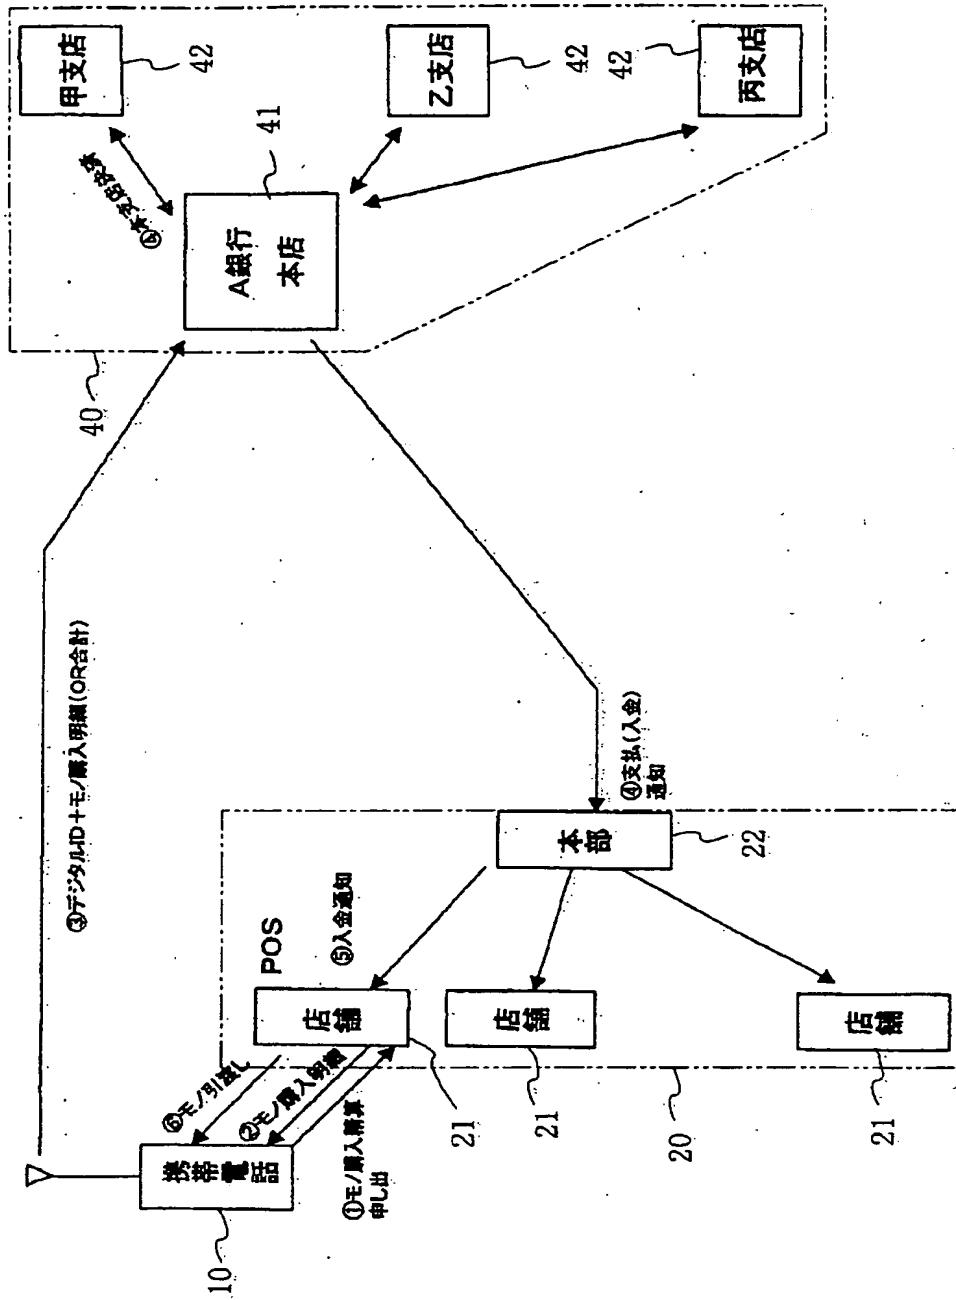 ③デジタルID＋モノ購入明細(OR合計)
40
10
携帯電話
⑥モノ引渡し
②モノ購入明細
①モノ購入精算
申し出
POS
⑤入金通知
店舗
21
店舗
21
店舗
21
20
本部
22
④支払(入金)
通知
A銀行
本店
41
④本支店決済
甲支店
42
乙支店
42
丙支店
42